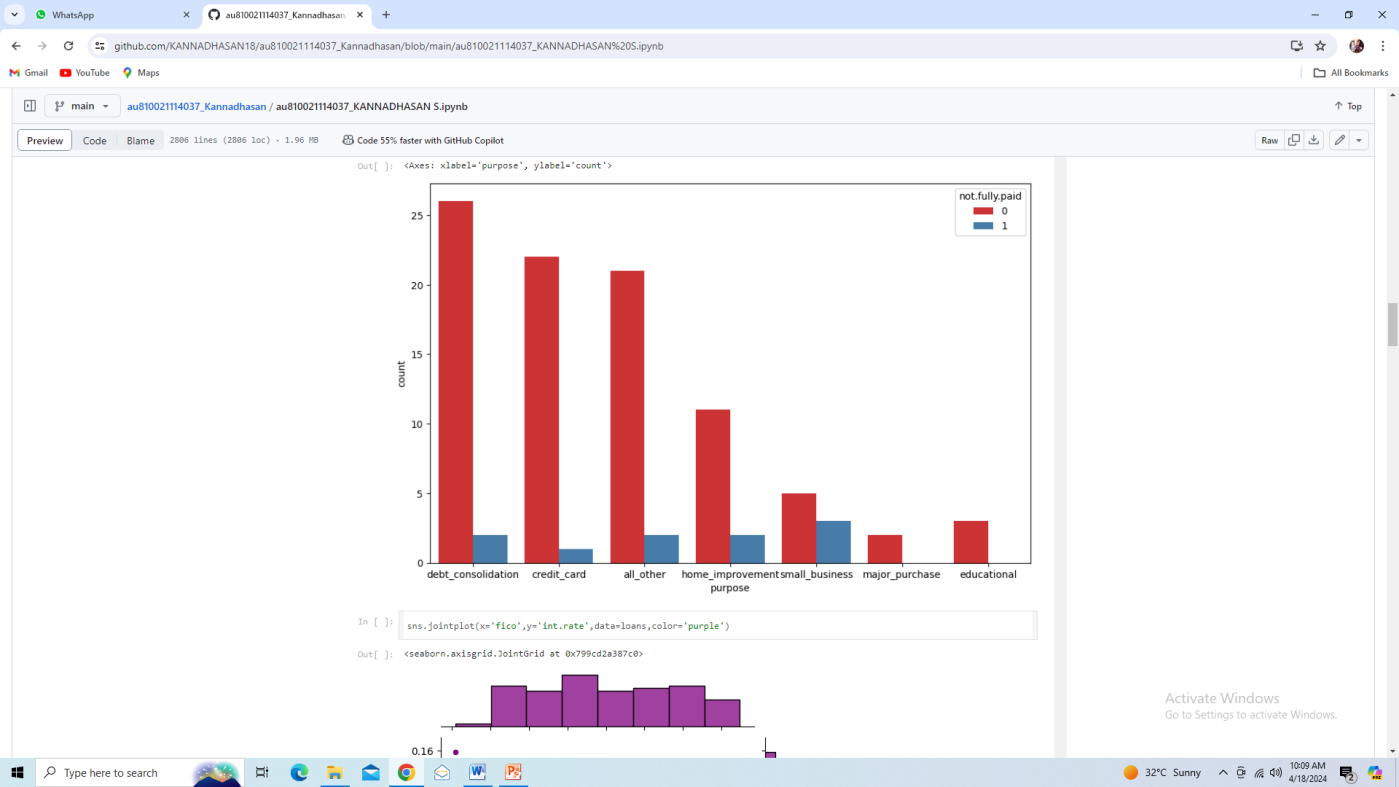 WhatsApp
au810021114037_Kannadhasan
github.com/KANNADHASAN18/au810021114037_Kannadhasan/blob/main/au810021114037_KANNADHASAN%20S.ipynb
Gmail YouTube Maps All Bookmarks
main au810021114037_Kannadhasan / au810021114037_KANNADHASAN S.ipynb Top
Preview Code Blame 2806 lines (2806 loc) · 1.96 MB Code 55% faster with GitHub Copilot Raw
Out[ ]: <Axes: xlabel='purpose', ylabel='count'>
not.fully.paid
0
1
25
20
15
10
5
0
count
debt_consolidation credit_card all_other home_improvement small_business major_purchase educational
purpose
In [ ]: sns.jointplot(x='fico',y='int.rate',data=loans,color='purple')
Out[ ]: <seaborn.axisgrid.JointGrid at 0x799cd2a387c0>
0.16
Activate Windows
Go to Settings to activate Windows.
Type here to search
32°C Sunny
10:09 AM
4/18/2024
2